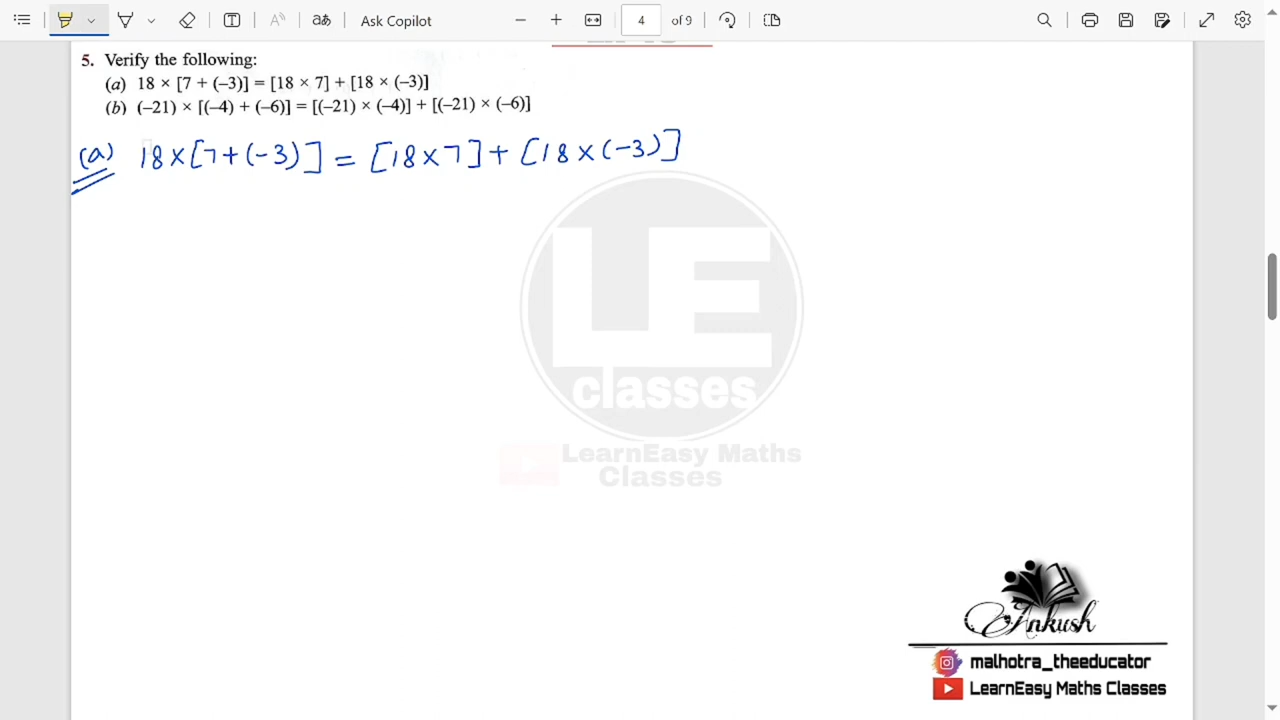 Ask Copilot
4 of 9
5. Verify the following:
(a) 18 × [7 + (–3)] = [18 × 7] + [18 × (–3)]
(b) (–21) × [(–4) + (–6)] = [(–21) × (–4)] + [(–21) × (–6)]
(a) 18×[7+(-3)] = [18×7]+[18×(-3)]
LE
classes
LearnEasy Maths
Classes
Ankush
malhotra_theeducator
LearnEasy Maths Classes